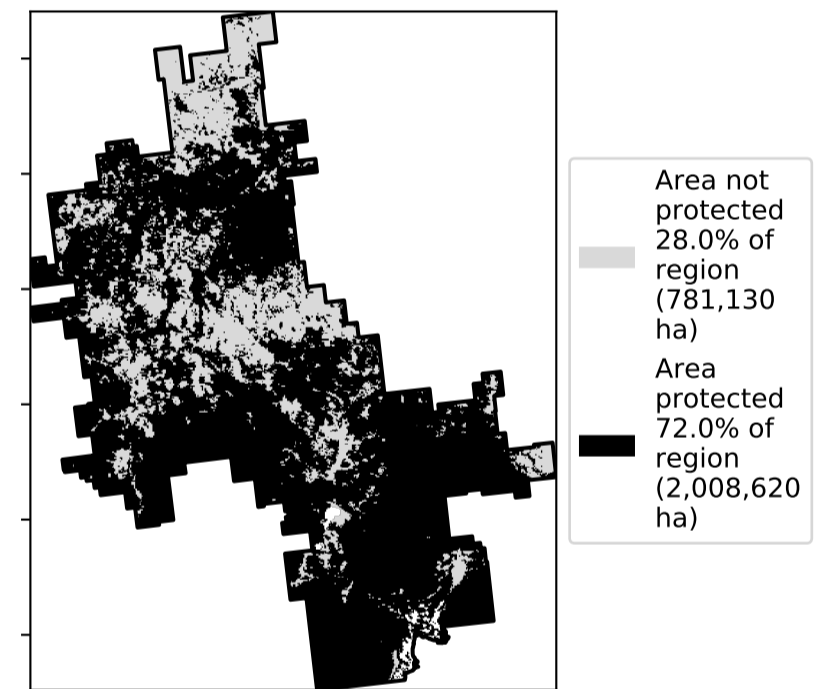 Area not
protected
28.0% of
region
(781,130
ha)
Area
protected
72.0% of
region
(2,008,620
ha)